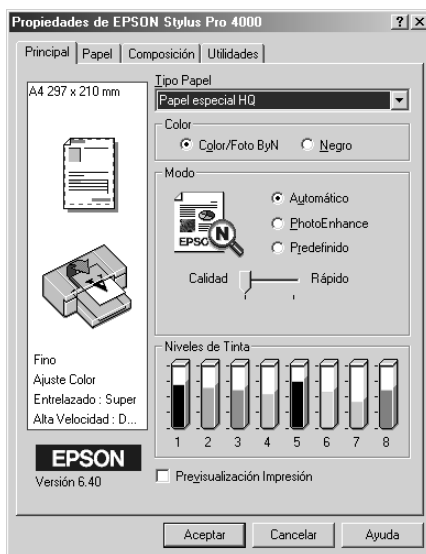 Propiedades de EPSON Stylus Pro 4000
Principal Papel Composición Utilidades
A4 297 x 210 mm
Tipo Papel
Papel especial HQ
Color
Color/Foto ByN Negro
Modo
EPSON
N
Automático
PhotoEnhance
Predefinido
Calidad Rápido
Fino
Ajuste Color
Entrelazado : Super
Alta Velocidad : D...
Niveles de Tinta
1 2 3 4 5 6 7 8
EPSON
Versión 6.40
Previsualización Impresión
Aceptar Cancelar Ayuda